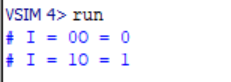 VSIM 4> run
# I = 00 = 0
# I = 10 = 1